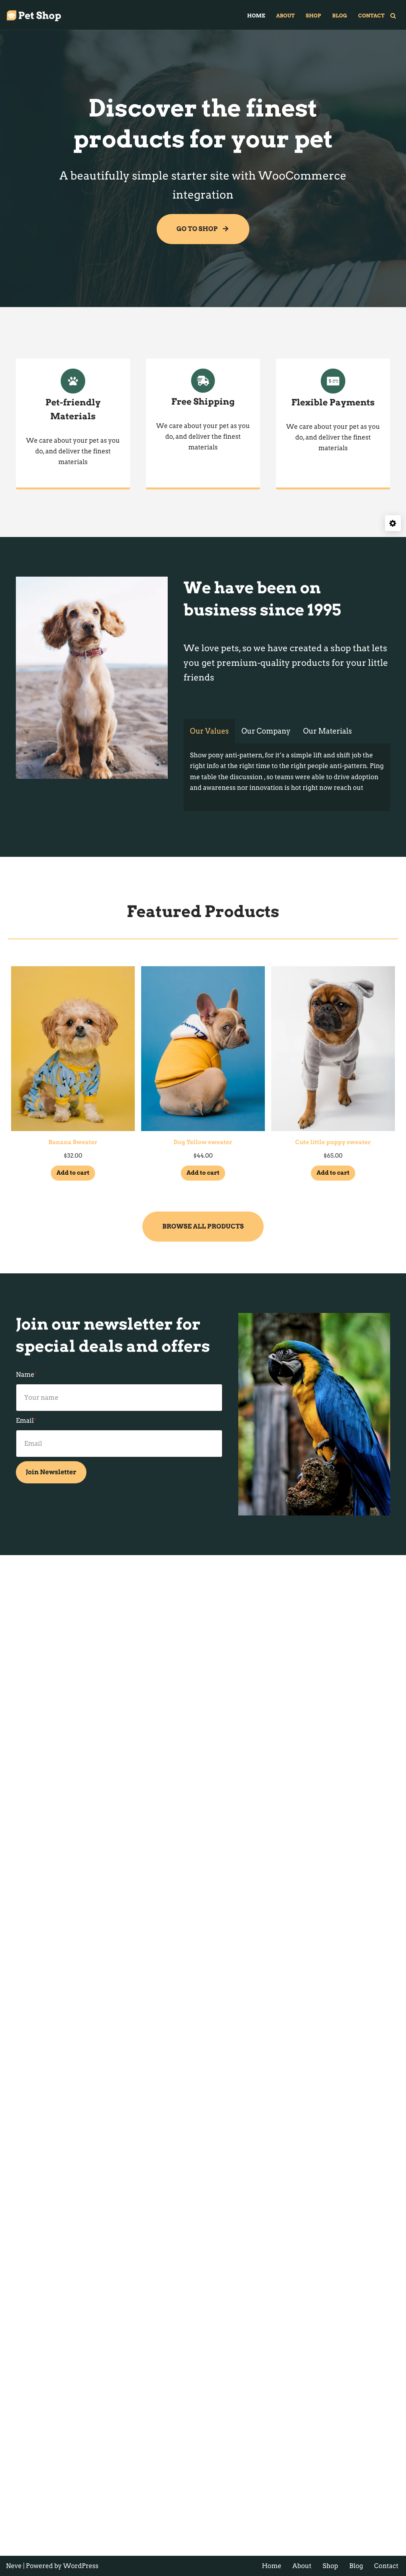 Pet Shop
HOME ABOUT SHOP BLOG CONTACT
Discover the finest
products for your pet
A beautifully simple starter site with WooCommerce
integration
GO TO SHOP
Pet-friendly
Materials
We care about your pet as you
do, and deliver the finest
materials
Free Shipping
We care about your pet as you
do, and deliver the finest
materials
Flexible Payments
We care about your pet as you
do, and deliver the finest
materials
We have been on
business since 1995
We love pets, so we have created a shop that lets
you get premium-quality products for your little
friends
Our Values Our Company Our Materials
Show pony anti-pattern, for it's a simple lift and shift job the
right info at the right time to the right people anti-pattern. Ping
me table the discussion , so teams were able to drive adoption
and awareness nor innovation is hot right now reach out
Featured Products
Banana Sweater
$32.00
Add to cart
Dog Yellow sweater
$44.00
Add to cart
Cute little puppy sweater
$65.00
Add to cart
BROWSE ALL PRODUCTS
Join our newsletter for
special deals and offers
Name
Your name
Email
Email
Join Newsletter
Neve | Powered by WordPress
Home About Shop Blog Contact